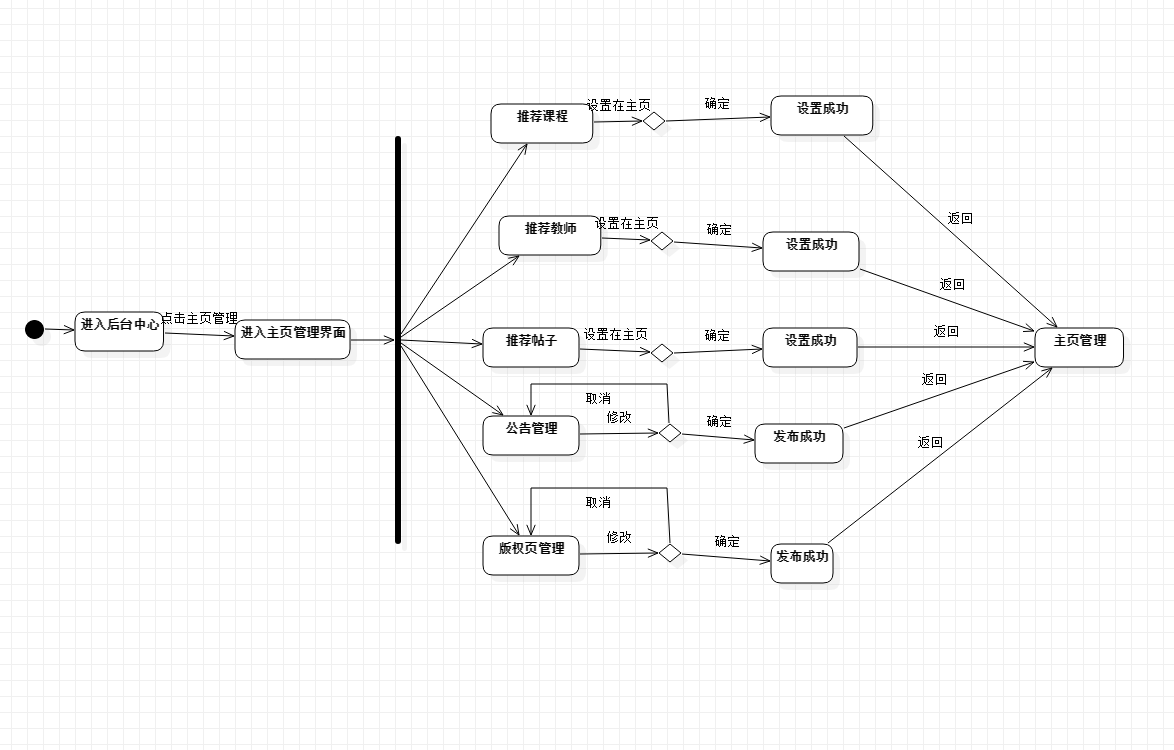 推荐课程
设置在主页
确定
设置成功
返回
推荐教师
设置在主页
确定
设置成功
返回
进入后台中心
点击主页管理
进入主页管理界面
推荐帖子
设置在主页
确定
设置成功
返回
主页管理
取消
公告管理
修改
确定
发布成功
返回
取消
版权页管理
修改
确定
发布成功
返回